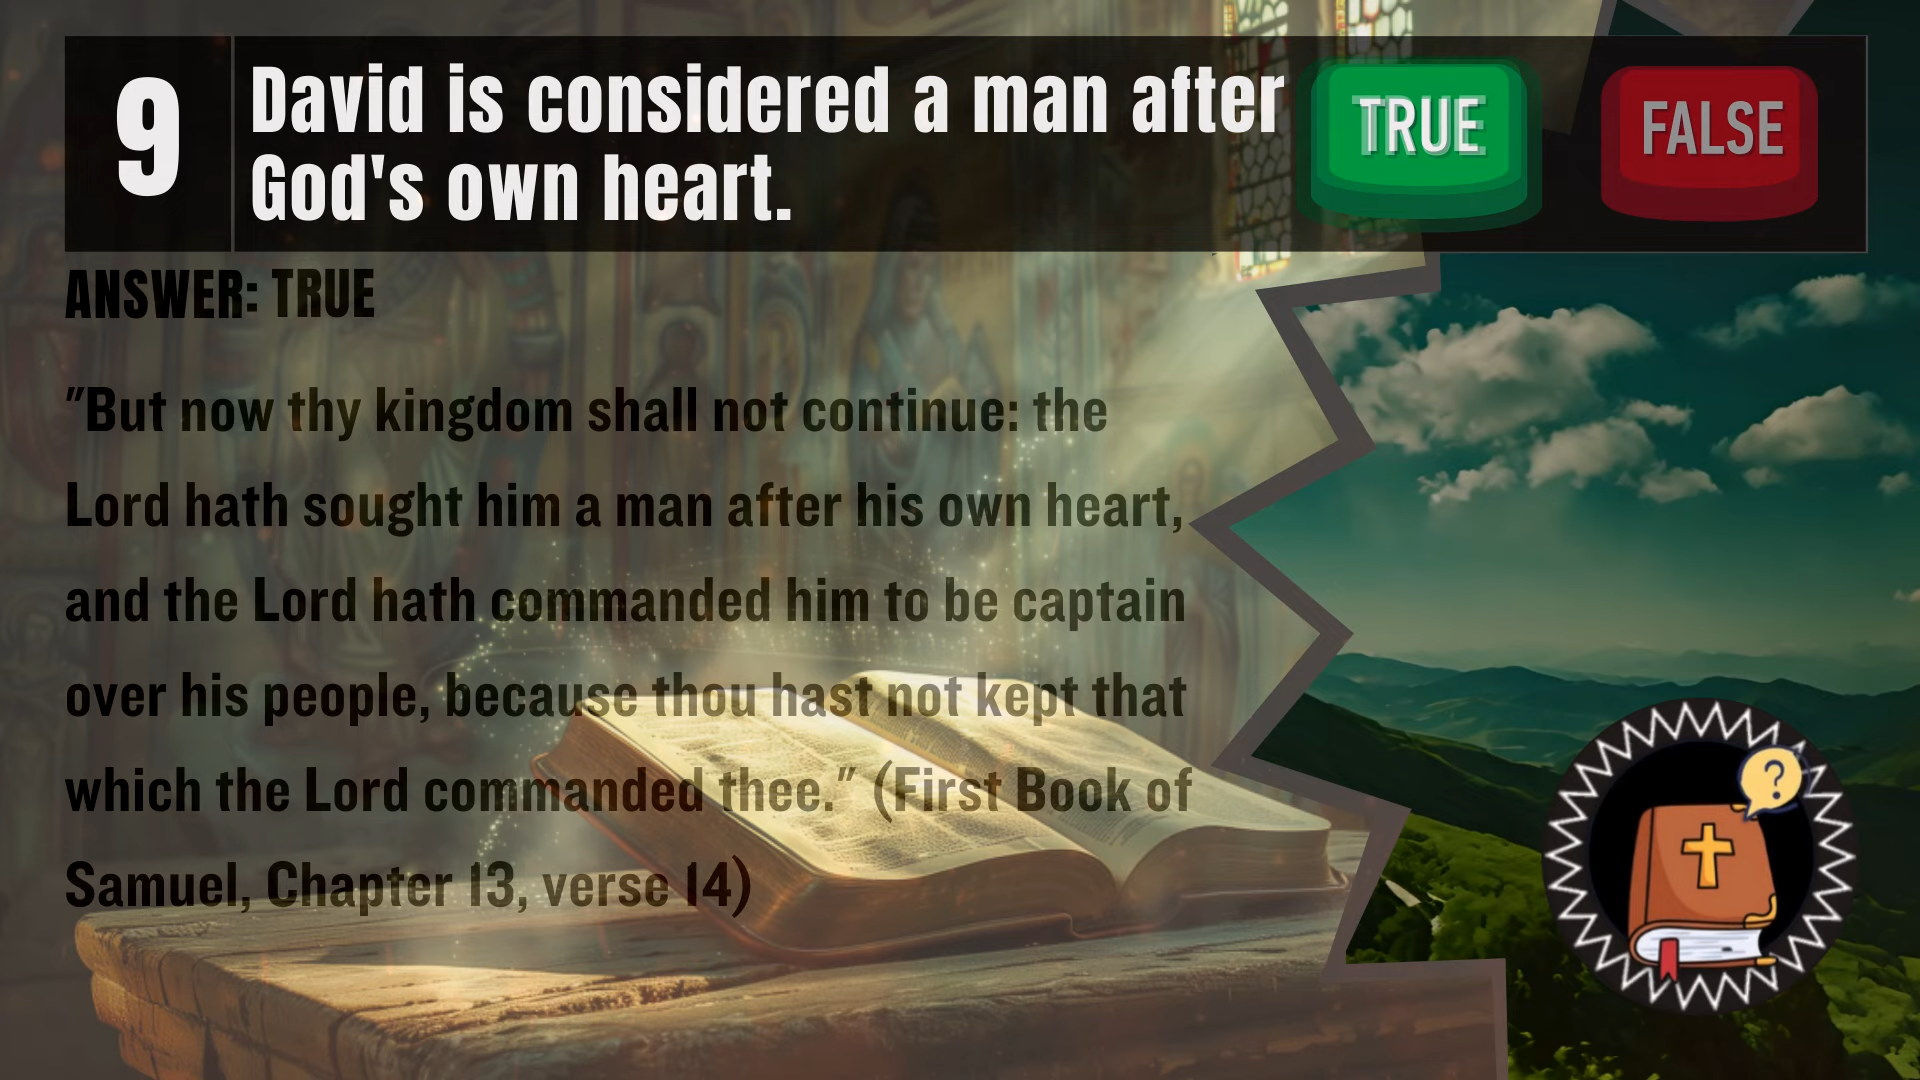 9
David is considered a man after
God's own heart.
TRUE
FALSE
ANSWER: TRUE
"But now thy kingdom shall not continue: the
Lord hath sought him a man after his own heart,
and the Lord hath commanded him to be captain
over his people, because thou hast not kept that
which the Lord commanded thee." (First Book of
Samuel, Chapter 13, verse 14)
?